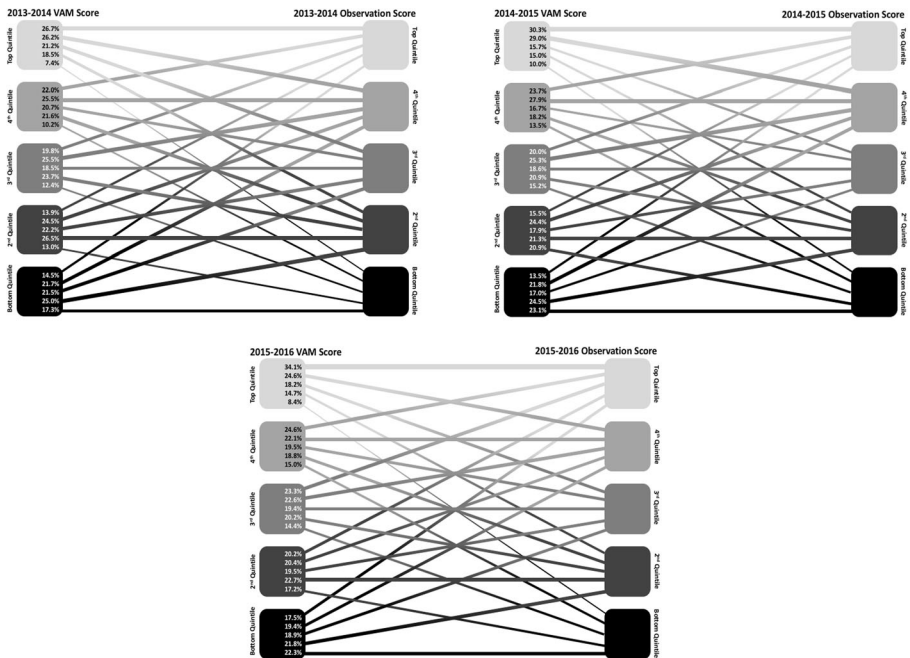 2013-2014 VAM Score
2013-2014 Observation Score
Top Quintile
26.7%
26.2%
21.2%
18.5%
7.4%
Top Quintile
4th Quintile
22.0%
25.5%
20.7%
21.6%
10.2%
4th Quintile
3rd Quintile
19.8%
25.5%
18.5%
23.7%
12.4%
3rd Quintile
2nd Quintile
13.9%
24.5%
22.2%
26.5%
13.0%
2nd Quintile
Bottom Quintile
14.5%
21.7%
21.5%
25.0%
17.3%
Bottom Quintile
2014-2015 VAM Score
2014-2015 Observation Score
Top Quintile
30.3%
29.0%
15.7%
15.0%
10.0%
Top Quintile
4th Quintile
23.7%
27.9%
16.7%
18.2%
13.5%
4th Quintile
3rd Quintile
20.0%
25.3%
18.6%
20.9%
15.2%
3rd Quintile
2nd Quintile
15.5%
24.4%
17.9%
21.3%
20.9%
2nd Quintile
Bottom Quintile
13.5%
21.8%
17.0%
24.5%
23.1%
Bottom Quintile
2015-2016 VAM Score
2015-2016 Observation Score
Top Quintile
34.1%
24.6%
18.2%
14.7%
8.4%
Top Quintile
4th Quintile
24.6%
22.1%
19.5%
18.8%
15.0%
4th Quintile
3rd Quintile
23.3%
22.6%
19.4%
20.2%
14.4%
3rd Quintile
2nd Quintile
20.2%
20.4%
19.5%
22.7%
17.2%
2nd Quintile
Bottom Quintile
17.5%
19.4%
18.9%
21.8%
22.3%
Bottom Quintile